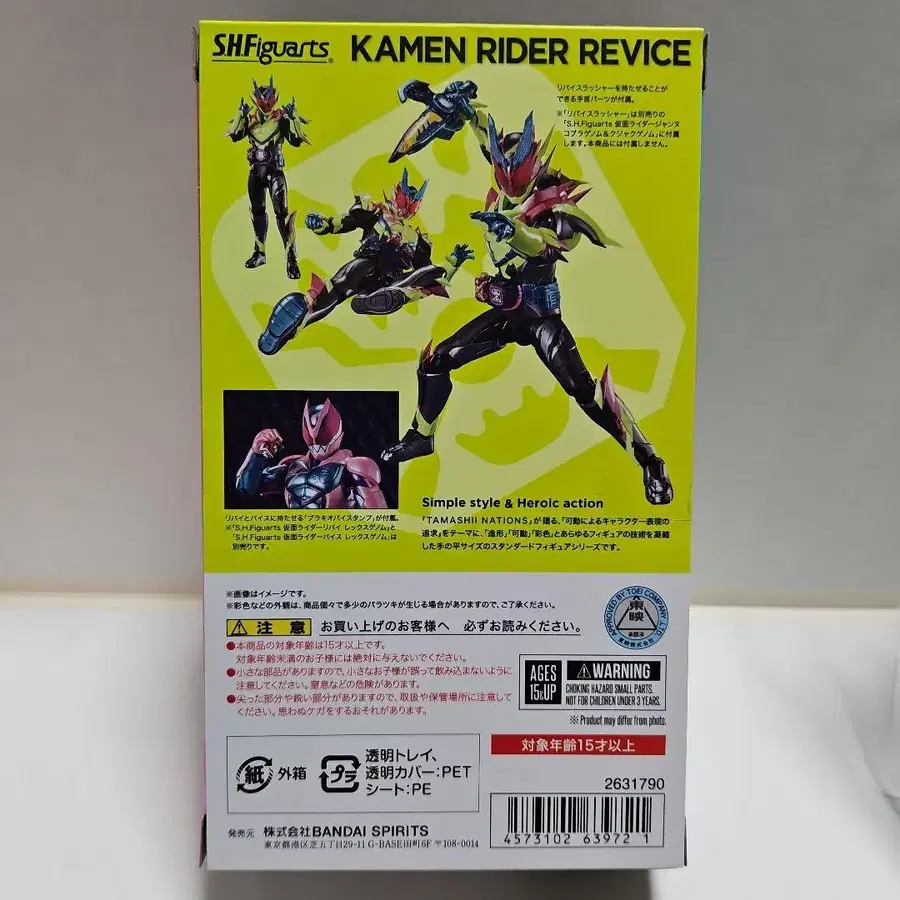 S.H.Figuarts® KAMEN RIDER REVICE
リバイスラッシャーを持たせることが
できる手首パーツが付属。
※「リバイスラッシャー」は別売りの
「S.H.Figuarts 仮面ライダージャンヌ
コブラゲノム&クジャクゲノム」に付属
します。本商品には付属しません。
リバイとバイスに持たせる「ブラキオバイスタンプ」が付属。
※「S.H.Figuarts 仮面ライダーリバイ レックスゲノム」と
「S.H.Figuarts 仮面ライダーバイス レックスゲノム」は
別売りです。
Simple style & Heroic action
「TAMASHII NATIONS」が贈る、「可動によるキャラクター表現の
追求」をテーマに、「造形」「可動」「彩色」とあらゆるフィギュアの技術を凝縮
した手の平サイズのスタンダードフィギュアシリーズです。
※画像はイメージです。
※彩色などの外観は、商品個々で多少のバラツキが生じる場合がありますので、ご了承ください。
注意 お買い上げのお客様へ 必ずお読みください。
●本商品の対象年齢は15才以上です。
対象年齢未満のお子様には絶対に与えないでください。
●小さな部品がありますので、小さなお子様が誤って飲み込まないように
注意してください。窒息などの危険があります。
●尖った部分や鋭い部分がありますので、取扱や保管場所に注意して
ください。思わぬケガをするおそれがあります。
APPROVED BY TOEI COMPANY, LTD.
東映
AGES
15&UP
WARNING
CHOKING HAZARD SMALL PARTS.
NOT FOR CHILDREN UNDER 3 YEARS.
※ Product may differ from photo.
対象年齢15才以上
紙 外箱
プラ
透明トレイ、
透明カバー:PET
シート:PE
2631790
4573102 63972 1
発売元 株式会社BANDAI SPIRITS
東京都港区芝五丁目29-11 G-BASE田町6F 〒108-0014